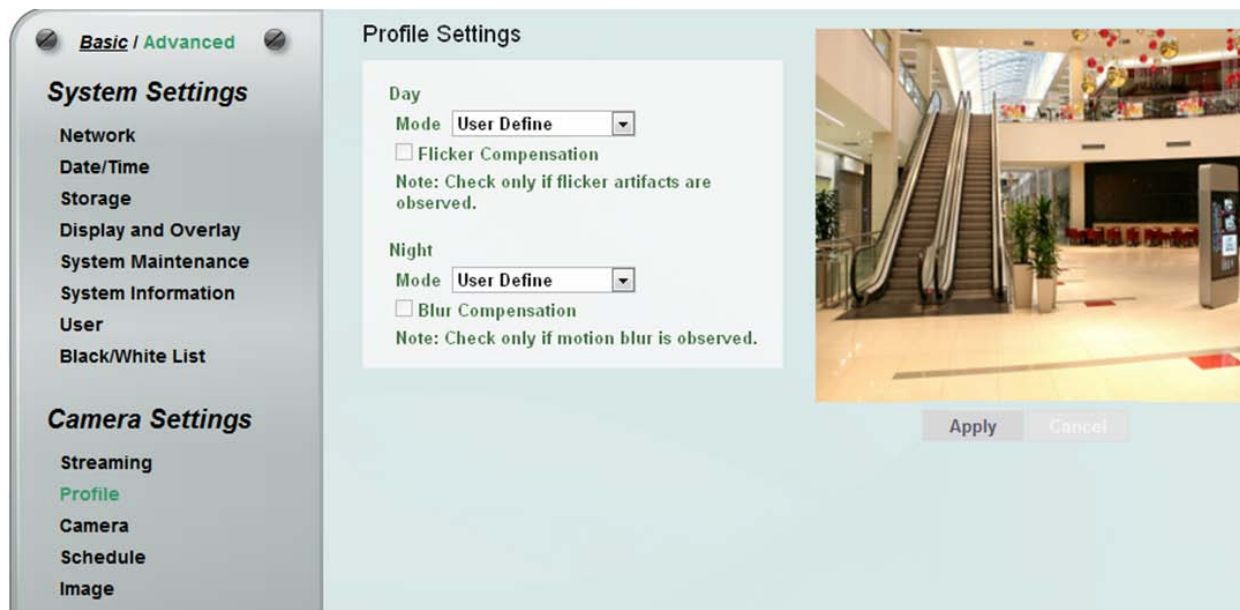 Basic / Advanced
System Settings
Network
Date/Time
Storage
Display and Overlay
System Maintenance
System Information
User
Black/White List
Camera Settings
Streaming
Profile
Camera
Schedule
Image
Profile Settings
Day
Mode User Define
Flicker Compensation
Note: Check only if flicker artifacts are
observed.
Night
Mode User Define
Blur Compensation
Note: Check only if motion blur is observed.
Apply Cancel